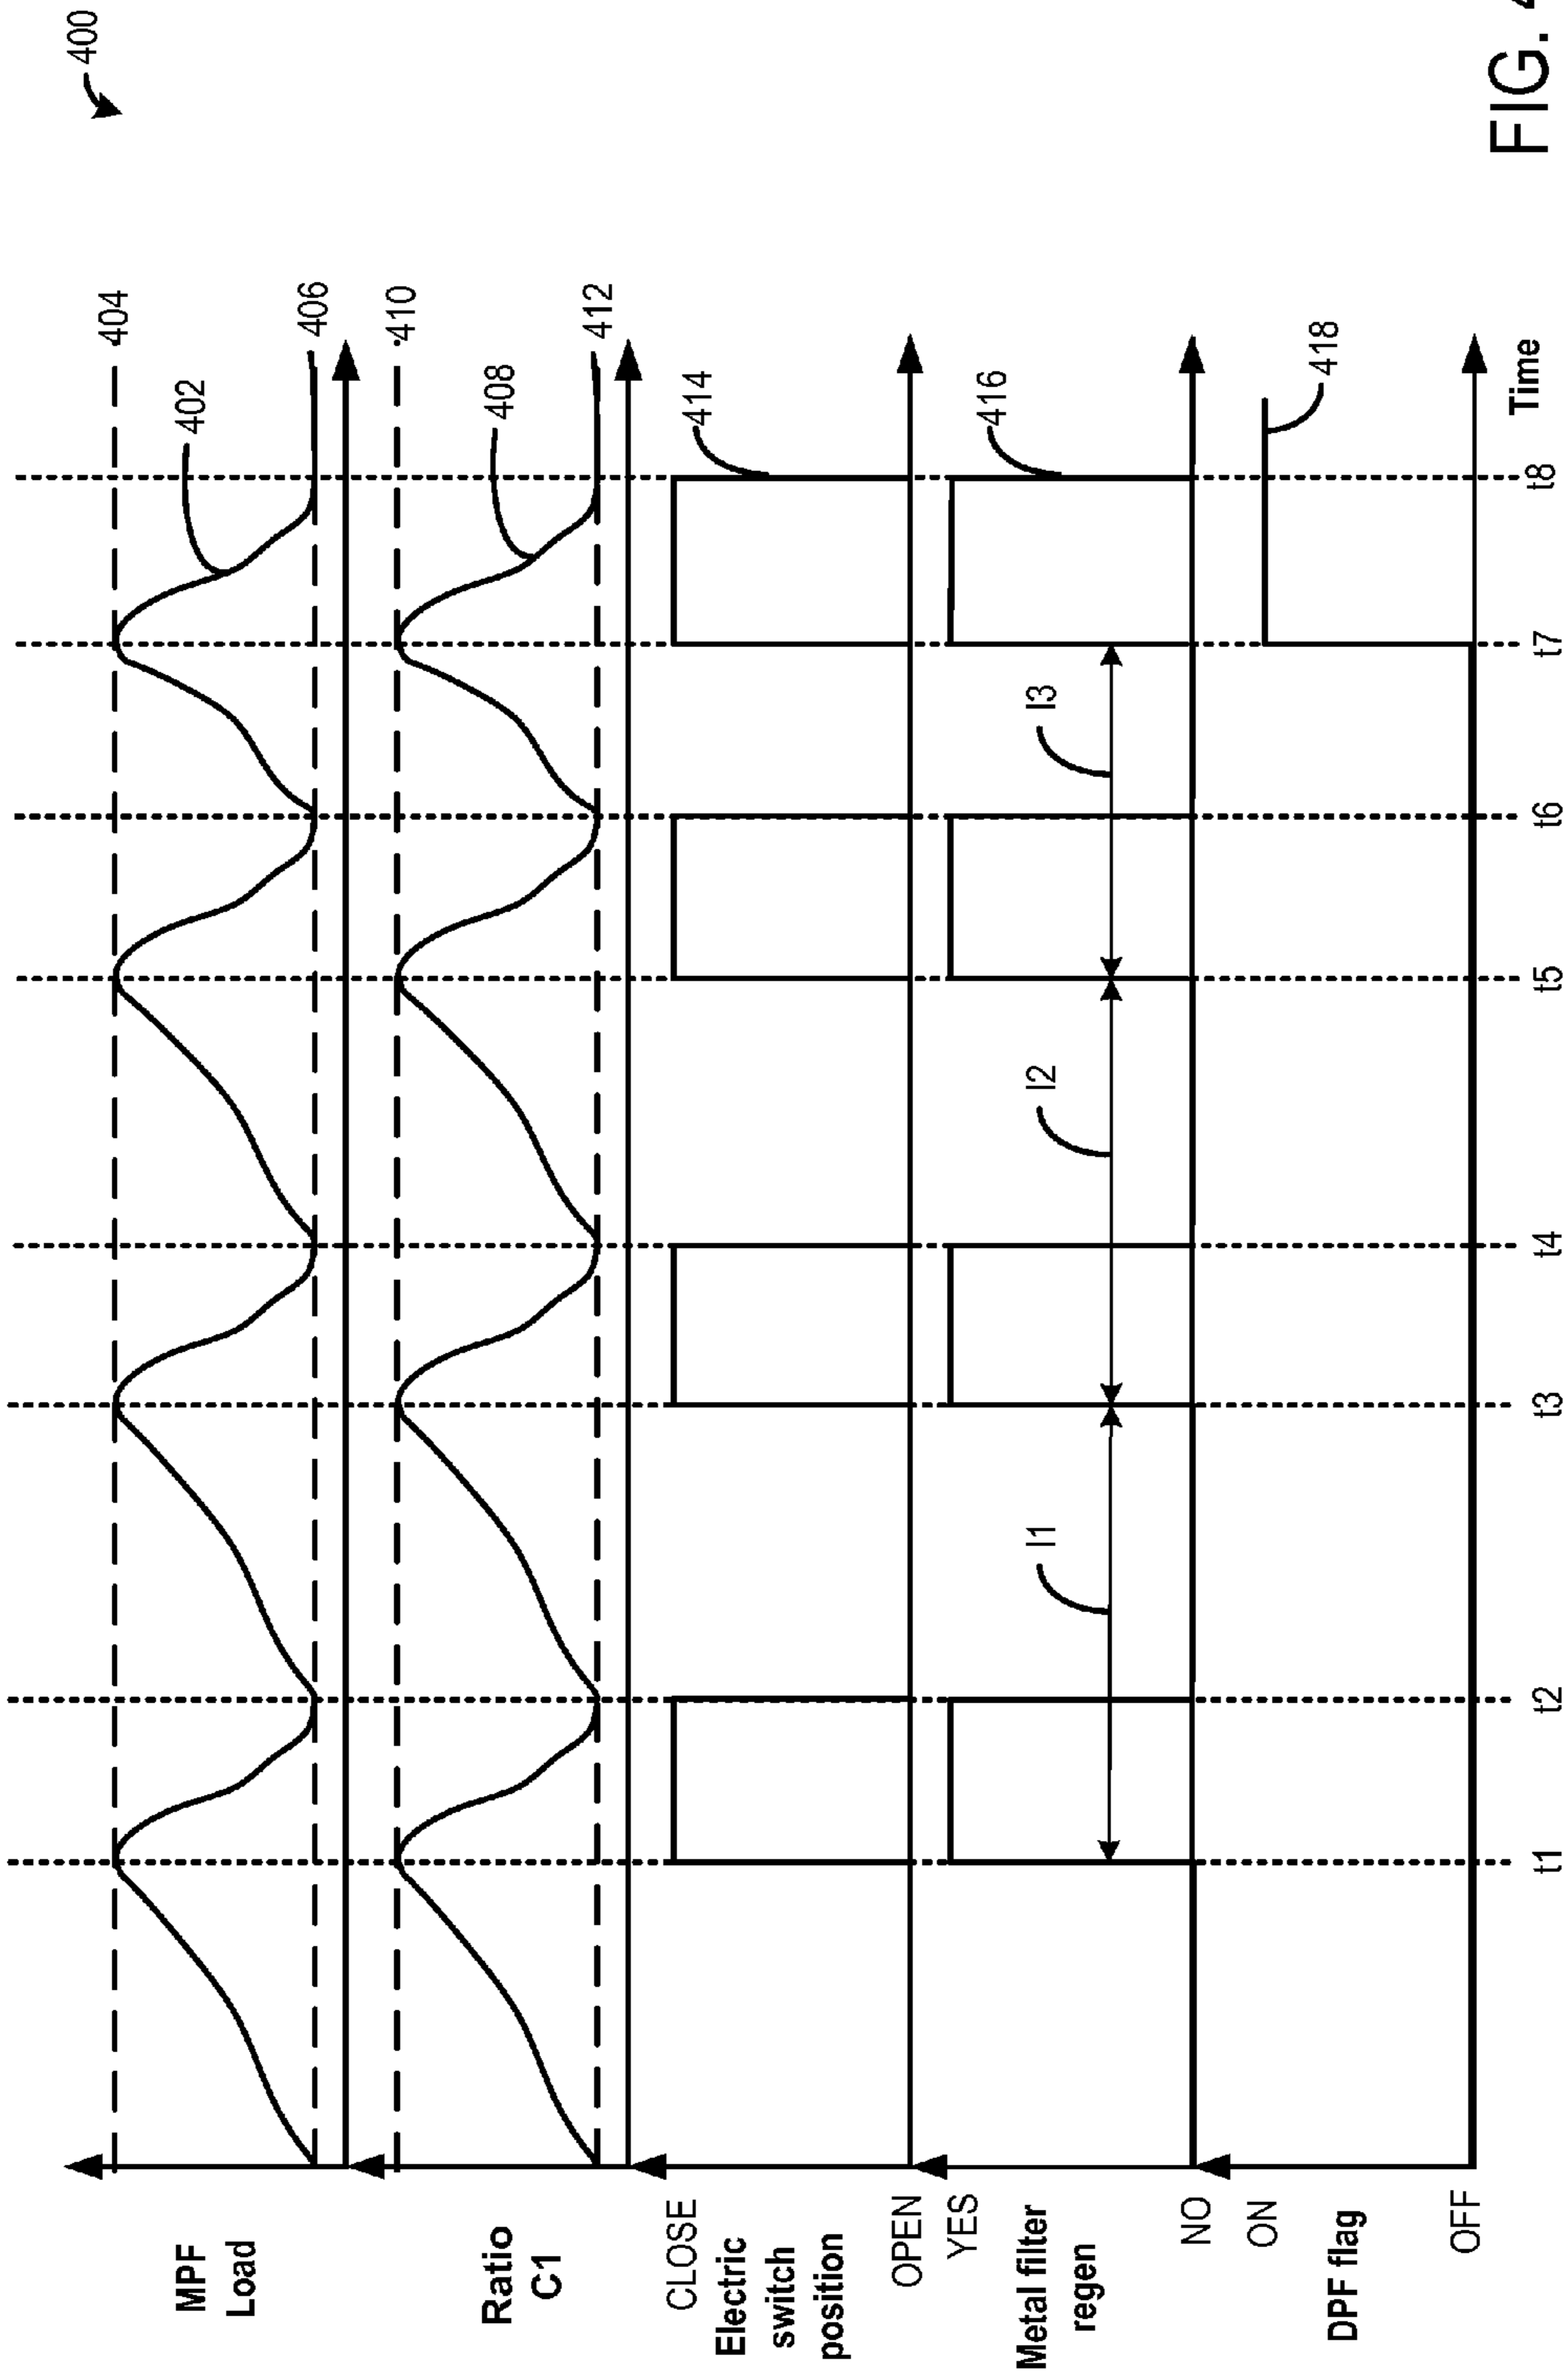 400
404
402
MPF
Load
406
410
408
Ratio
C1
412
CLOSE
414
Electric
switch
position
OPEN
YES
416
Metal filter
regen
I1
I2
I3
NO
ON
418
DPF flag
OFF
t1
t2
t3
t4
t5
t6
t7
t8
Time
FIG. 4